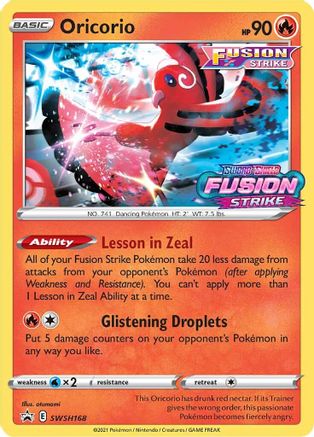 BASIC Oricorio HP 90
FUSION
STRIKE
FUSION
STRIKE
NO. 741 Dancing Pokémon HT: 2' WT: 7.5 lbs.
Ability Lesson in Zeal
All of your Fusion Strike Pokémon take 20 less damage from
attacks from your opponent's Pokémon (after applying
Weakness and Resistance). You can't apply more than
1 Lesson in Zeal Ability at a time.
Glistening Droplets
Put 5 damage counters on your opponent's Pokémon in
any way you like.
weakness ×2 resistance retreat
Illus. otumami
This Oricorio has drunk red nectar. If its Trainer
gives the wrong order, this passionate
Pokémon becomes fiercely angry.
E SWSH168
©2021 Pokémon / Nintendo / Creatures / GAME FREAK